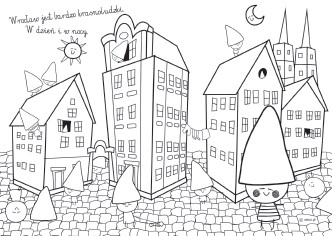 Wrocław jest bardzo krasnoludzki.
W dzień i w nocy.